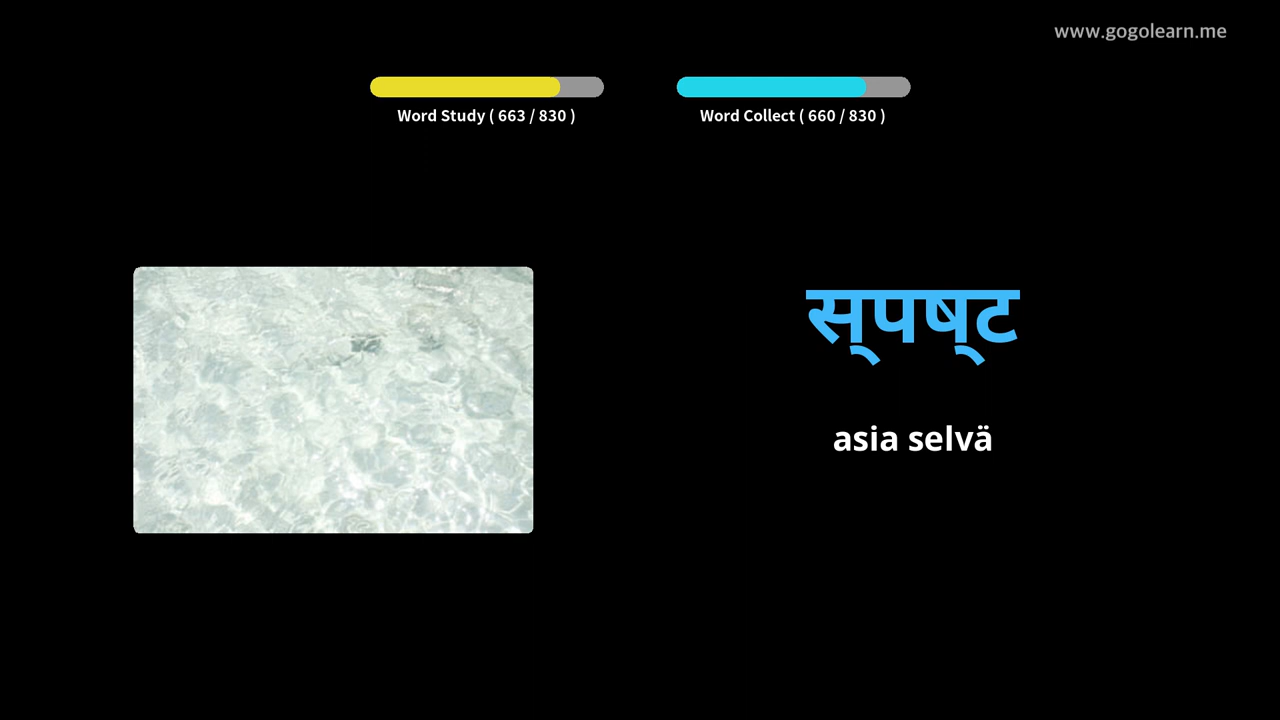 www.gogolearn.me
Word Study ( 663 / 830 )
Word Collect ( 660 / 830 )
स्पष्ट
asia selvä